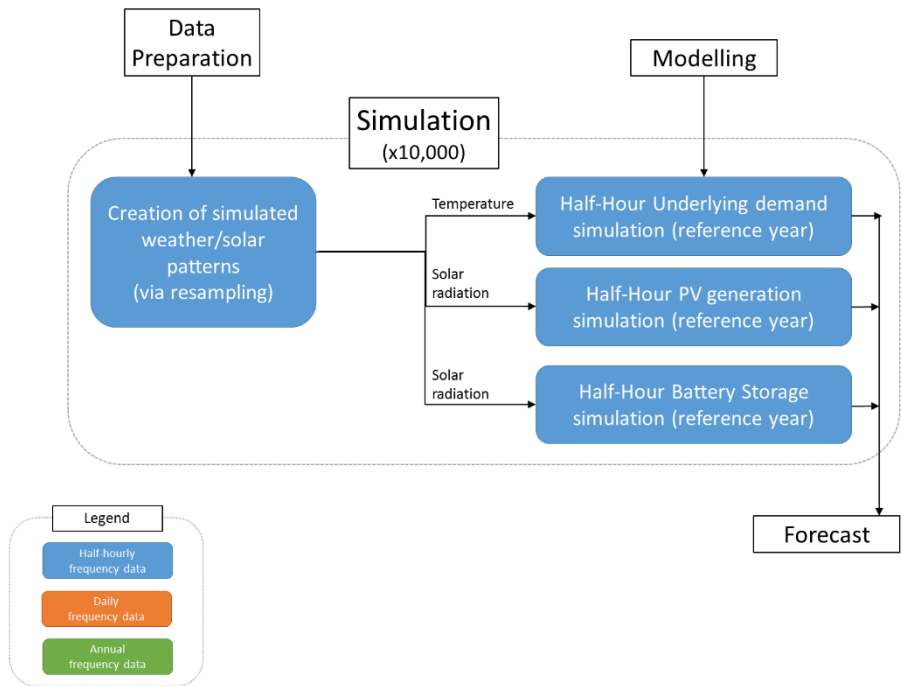 Data
Preparation
Modelling
Simulation
(x10,000)
Creation of simulated
weather/solar
patterns
(via resampling)
Temperature
Half-Hour Underlying demand
simulation (reference year)
Solar
radiation
Half-Hour PV generation
simulation (reference year)
Solar
radiation
Half-Hour Battery Storage
simulation (reference year)
Forecast
Legend
Half-hourly
frequency data
Daily
frequency data
Annual
frequency data